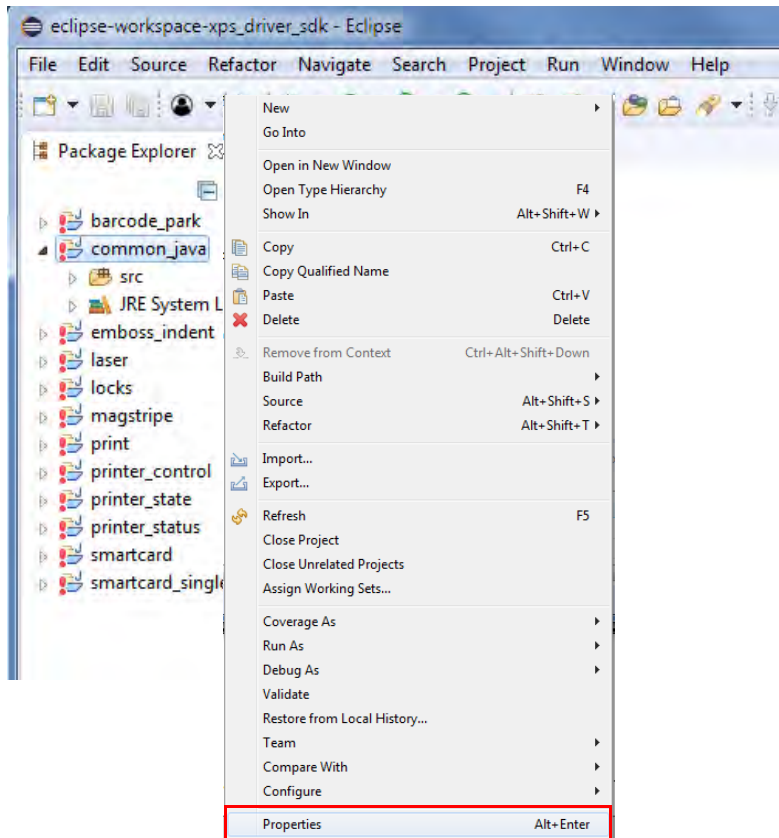 eclipse-workspace-xps_driver_sdk - Eclipse
File Edit Source Refactor Navigate Search Project Run Window Help
Package Explorer
barcode_park
common_java
src
JRE System L
emboss_indent
laser
locks
magstripe
print
printer_control
printer_state
printer_status
smartcard
smartcard_single
New
Go Into
Open in New Window
Open Type Hierarchy F4
Show In Alt+Shift+W
Copy Ctrl+C
Copy Qualified Name
Paste Ctrl+V
Delete Delete
Remove from Context Ctrl+Alt+Shift+Down
Build Path
Source Alt+Shift+S
Refactor Alt+Shift+T
Import...
Export...
Refresh F5
Close Project
Close Unrelated Projects
Assign Working Sets...
Coverage As
Run As
Debug As
Validate
Restore from Local History...
Team
Compare With
Configure
Properties Alt+Enter